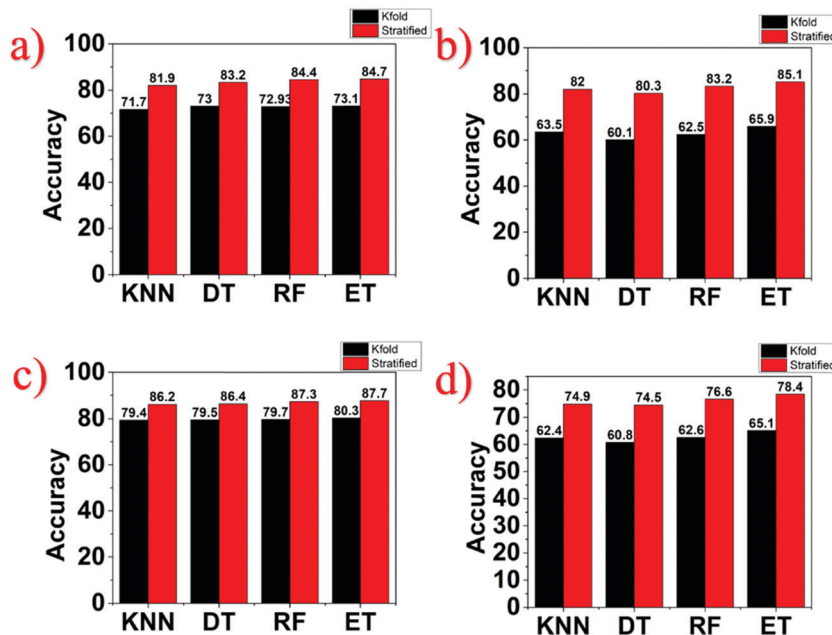 a)
Kfold
Stratified
Accuracy
100
80
60
40
20
0
71.7
81.9
73
83.2
72.93
84.4
73.1
84.7
KNN DT RF ET
b)
Kfold
Stratified
Accuracy
100
80
60
40
20
0
63.5
82
60.1
80.3
62.5
83.2
65.9
85.1
KNN DT RF ET
c)
Kfold
Stratified
Accuracy
100
80
60
40
20
0
79.4
86.2
79.5
86.4
79.7
87.3
80.3
87.7
KNN DT RF ET
d)
Kfold
Stratified
Accuracy
80
70
60
50
40
30
20
10
0
62.4
74.9
60.8
74.5
62.6
76.6
65.1
78.4
KNN DT RF ET